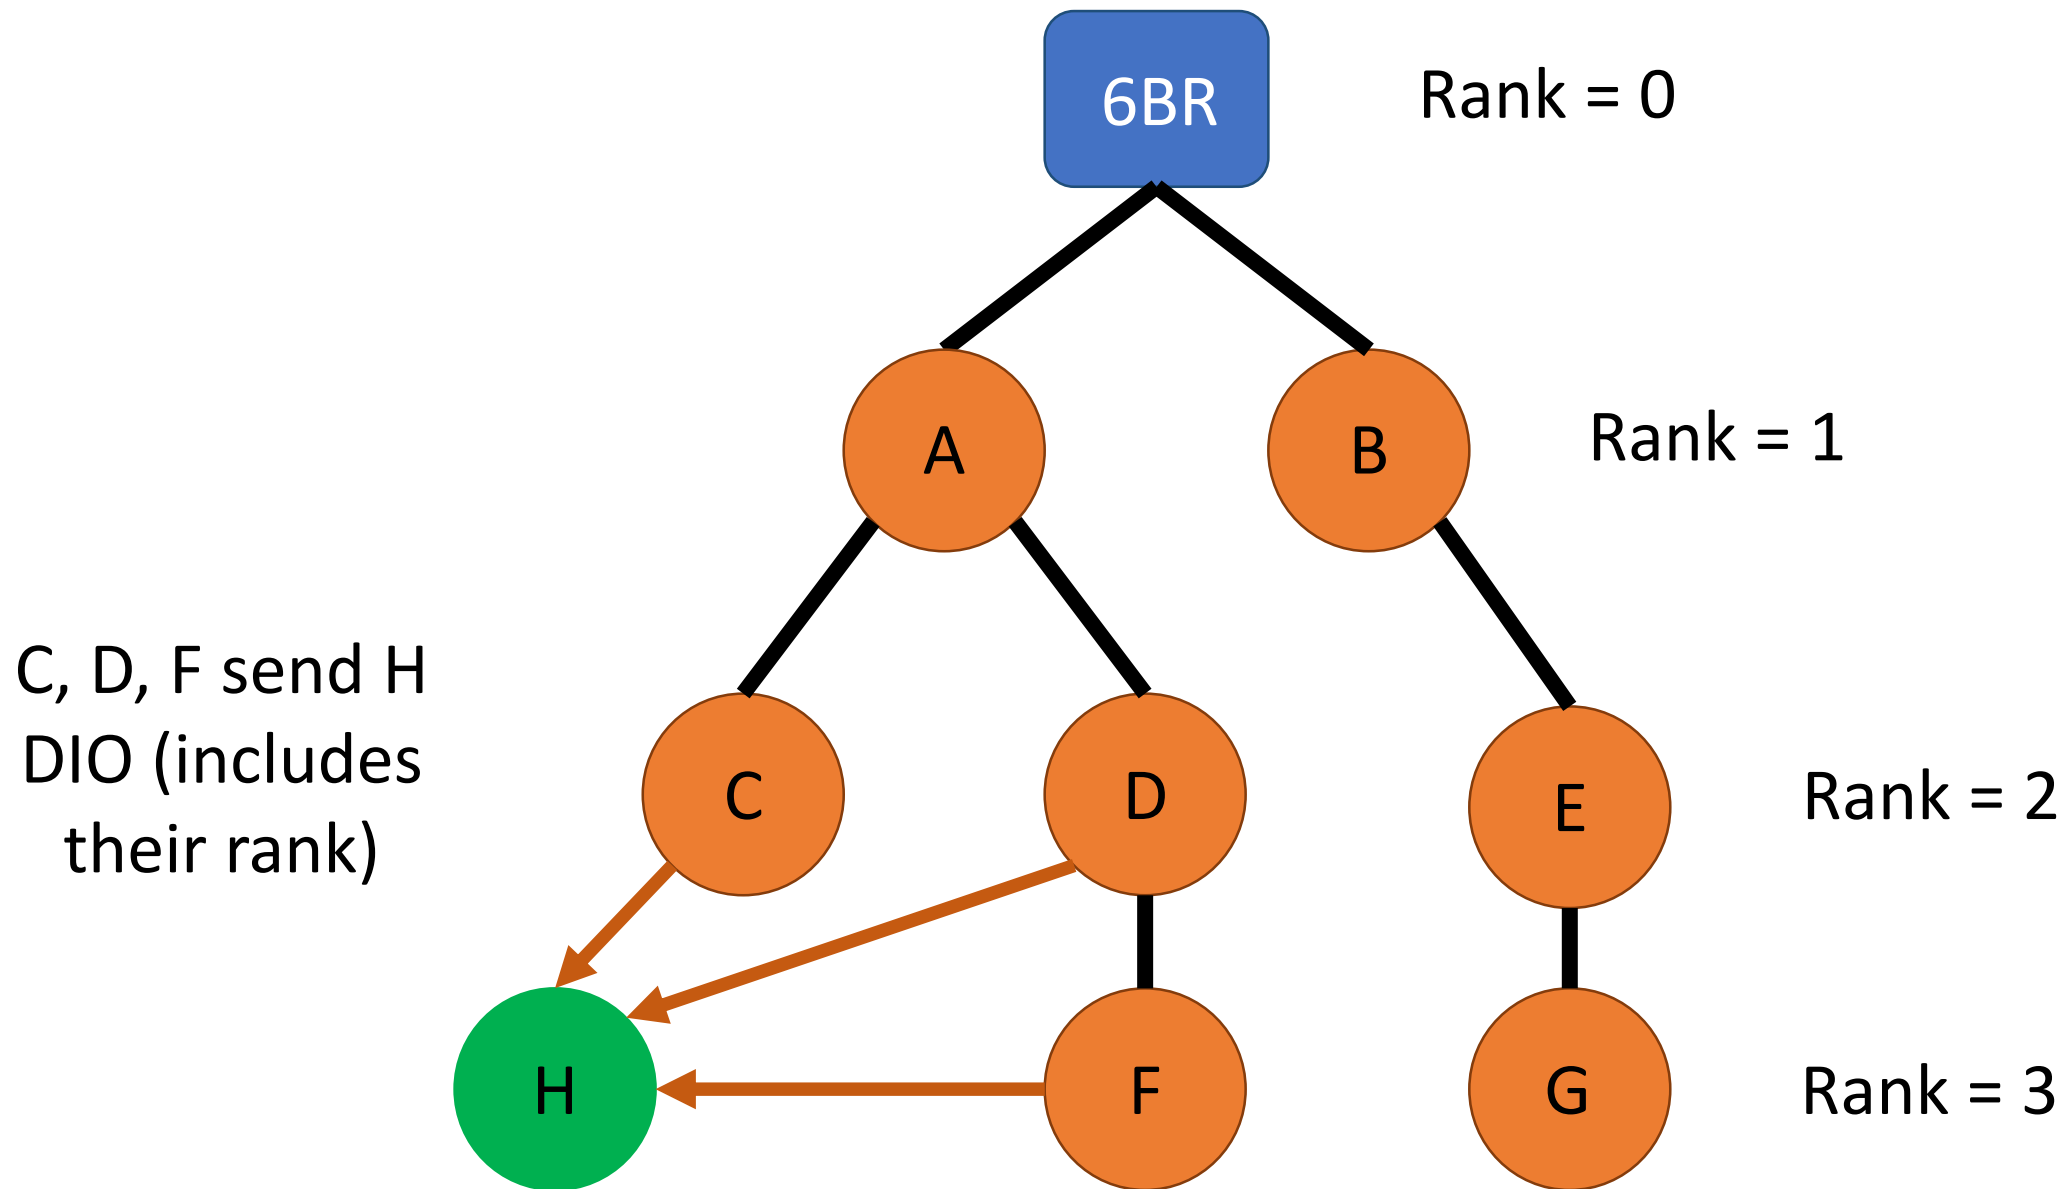 6BR
Rank = 0
A
B
Rank = 1
C, D, F send H
DIO (includes
their rank)
C
D
E
Rank = 2
H
F
G
Rank = 3